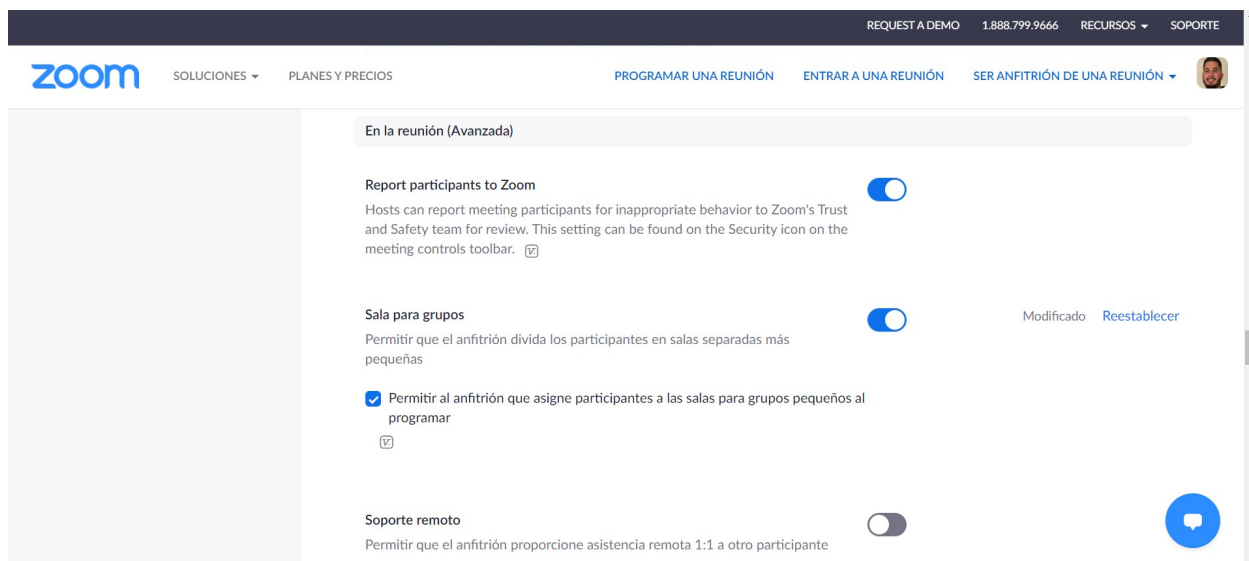 REQUEST A DEMO 1.888.799.9666 RECURSOS SOPORTE
zoom SOLUCIONES PLANES Y PRECIOS PROGRAMAR UNA REUNIÓN ENTRAR A UNA REUNIÓN SER ANFITRIÓN DE UNA REUNIÓN
En la reunión (Avanzada)
Report participants to Zoom
Hosts can report meeting participants for inappropriate behavior to Zoom's Trust
and Safety team for review. This setting can be found on the Security icon on the
meeting controls toolbar.
Sala para grupos
Modificado Reestablecer
Permitir que el anfitrión divida los participantes en salas separadas más
pequeñas
Permitir al anfitrión que asigne participantes a las salas para grupos pequeños al
programar
Soporte remoto
Permitir que el anfitrión proporcione asistencia remota 1:1 a otro participante